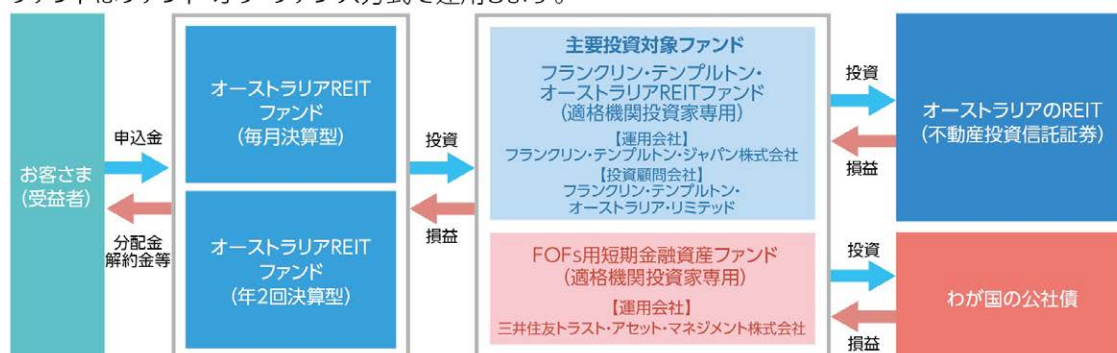 ファンドはファンド・オブ・ファンズ方式で運用します。
お客さま
(受益者)
申込金
分配金
解約金等
オーストラリアREIT
ファンド
(毎月決算型)
オーストラリアREIT
ファンド
(年2回決算型)
投資
損益
主要投資対象ファンド
フランクリン・テンプルトン・
オーストラリアREITファンド
(適格機関投資家専用)
【運用会社】
フランクリン・テンプルトン・ジャパン株式会社
【投資顧問会社】
フランクリン・テンプルトン・
オーストラリア・リミテッド
FOFs用短期金融資産ファンド
(適格機関投資家専用)
【運用会社】
三井住友トラスト・アセット・マネジメント株式会社
投資
損益
オーストラリアのREIT
(不動産投資信託証券)
投資
損益
わが国の公社債